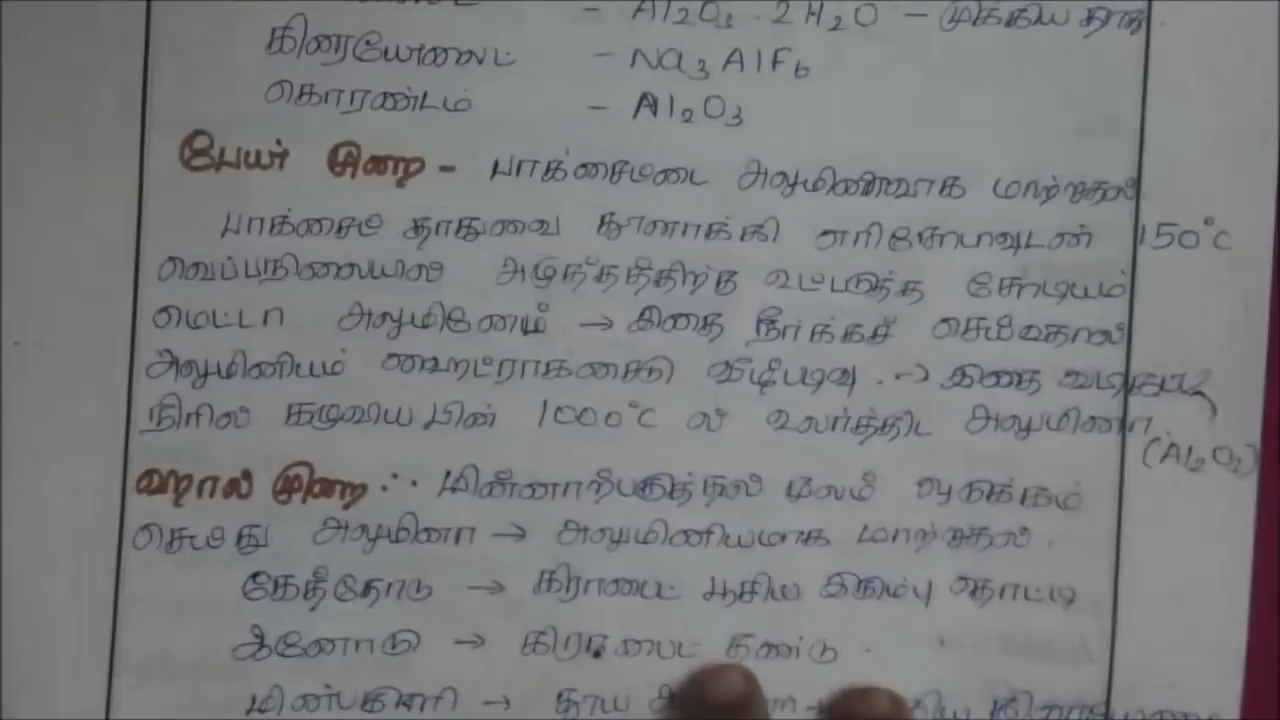 - Al₂O₃ . 2H₂O – முக்கிய தாது.
கிரையோலைட் - Na₃AlF₆
கொரண்டம் - Al₂O₃
பேயர் முறை - பாக்சைட்டை அலுமினாவாக மாற்றுதல்
பாக்சைட் தாதுவை தூளாக்கி எரிசோடாவுடன் 150°C
வெப்பநிலையில் அழுத்தத்திற்கு உட்படுத்த சோடியம்
மெட்டா அலுமினேட் → இதை நீர்க்கச் செய்வதால்
அலுமினியம் ஹைட்ராக்சைடு வீழ்படிவு . → இதை வடிகட்டி
நீரில் கழுவிய பின் 1000°C ல் உலர்த்திட அலுமினா.
(Al₂O₃)
ஹால் முறை :- மின்னாற்பகுத்தல் மூலம் ஒடுக்கம்
செய்து அலுமினா → அலுமினியமாக மாற்றுதல் .
கேத்தோடு → கிராபைட் பூசிய இரும்பு தொட்டி
ஆனோடு → கிராபைட் தண்டு .
மின்பகுளி → தூய